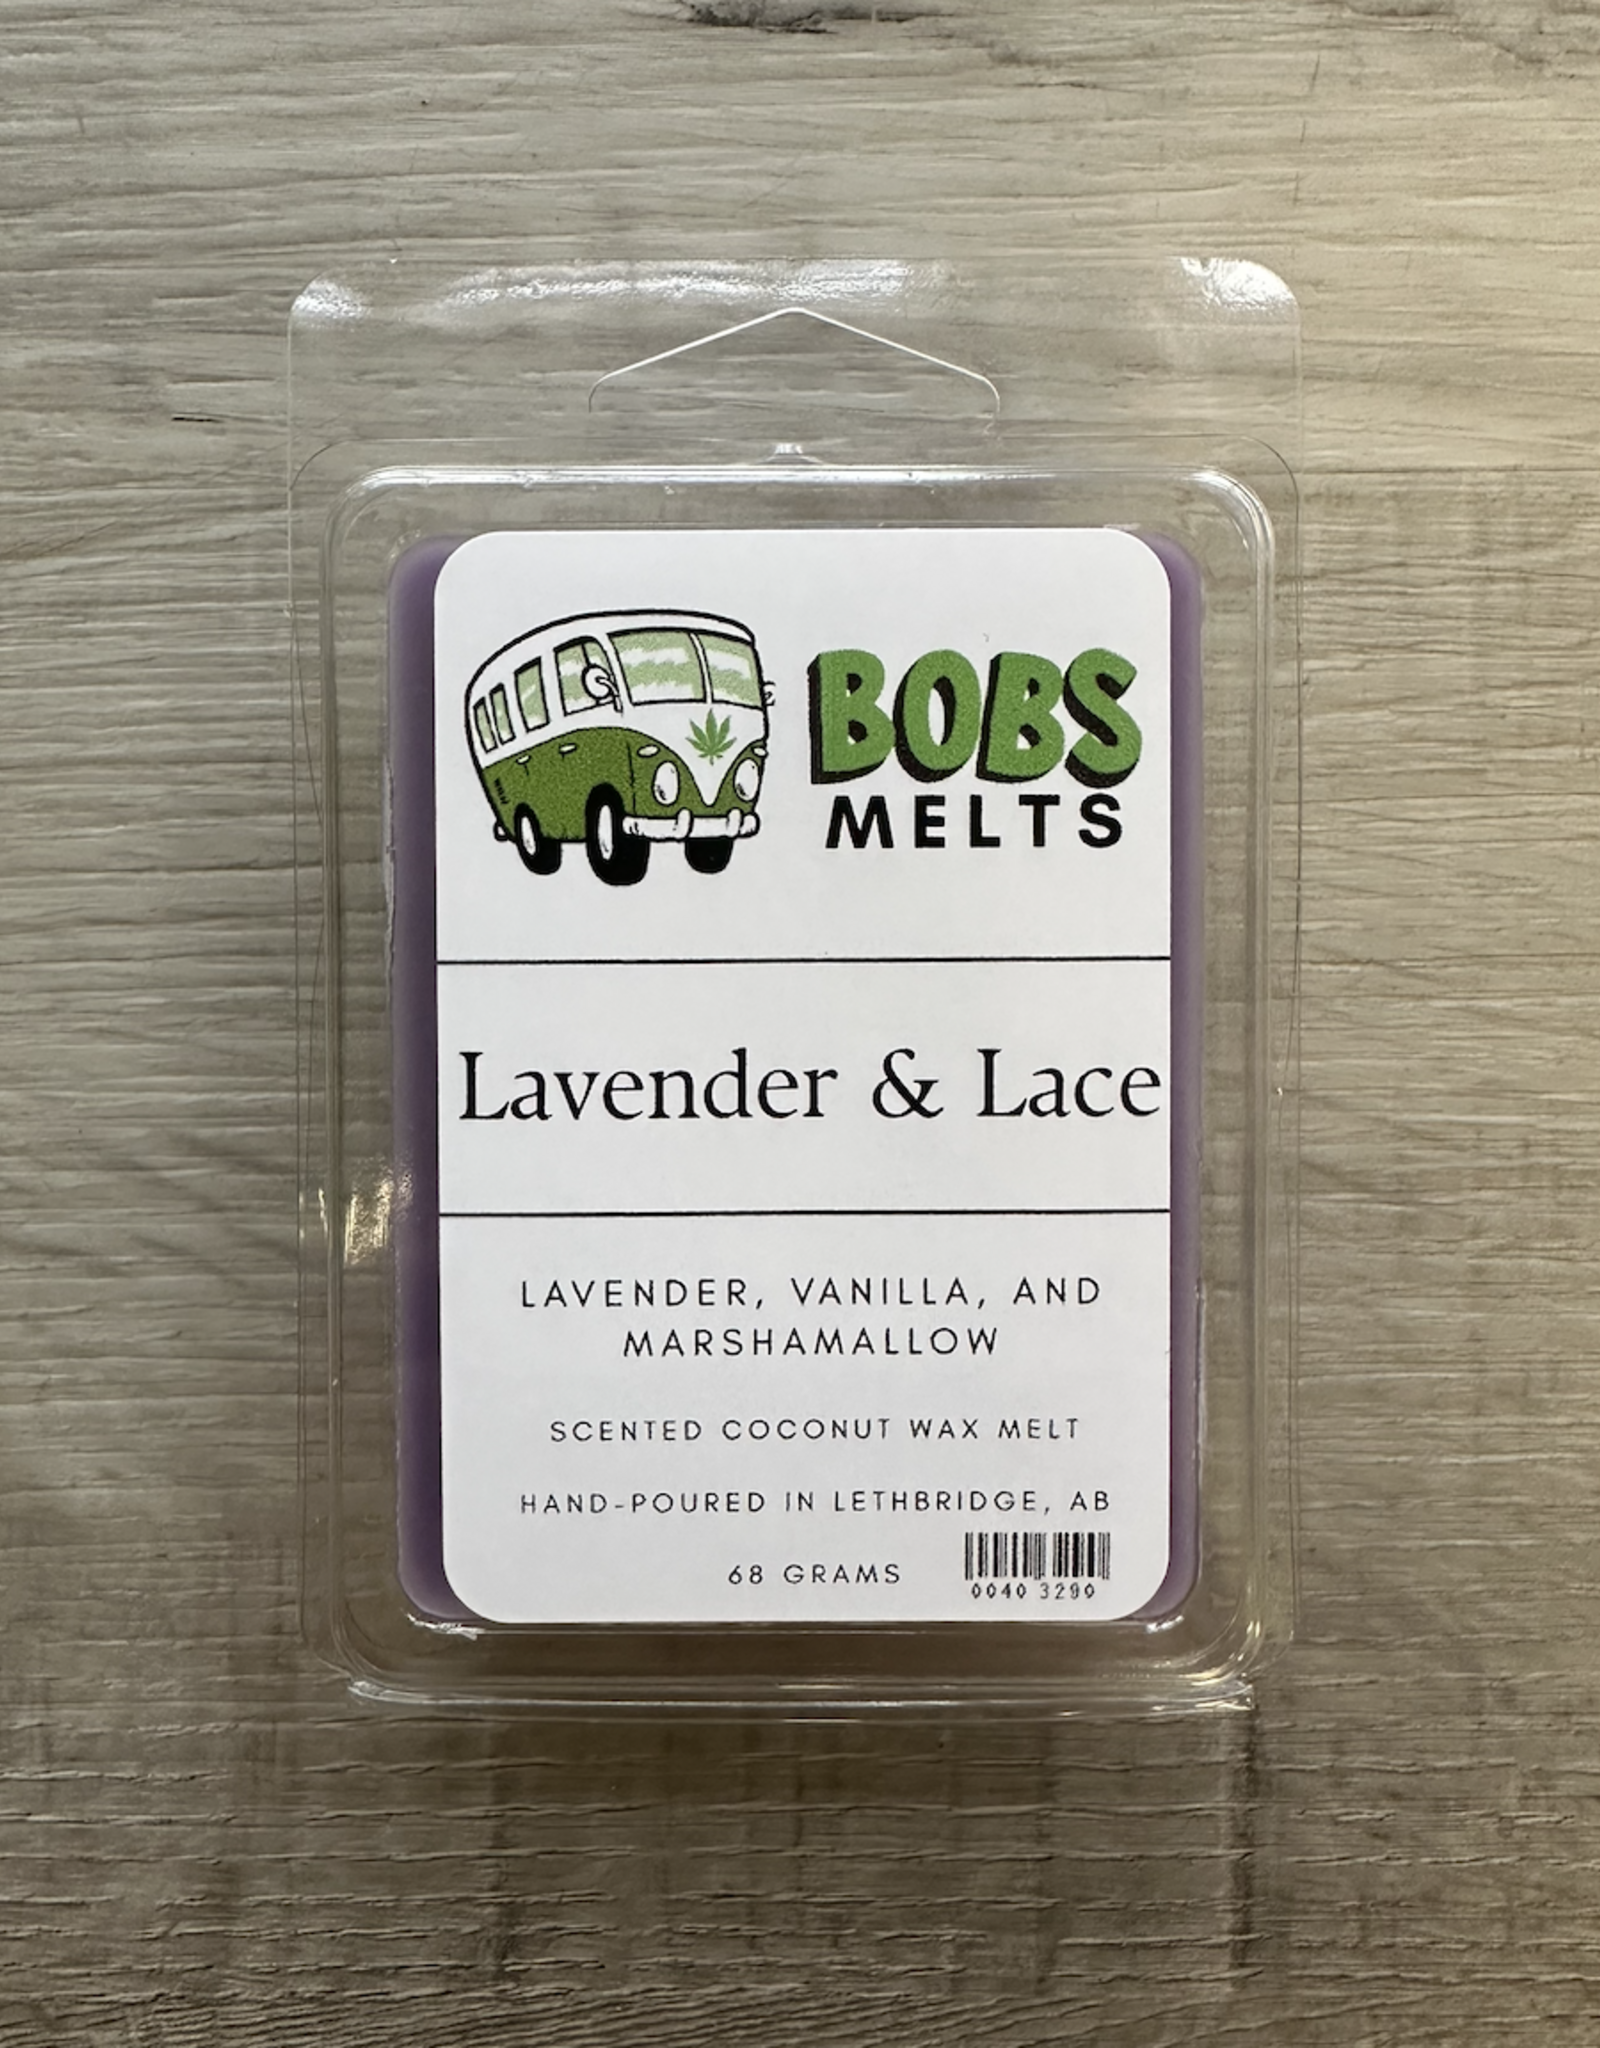 BOBS
MELTS
Lavender & Lace
LAVENDER, VANILLA, AND
MARSHAMALLOW
SCENTED COCONUT WAX MELT
HAND-POURED IN LETHBRIDGE, AB
68 GRAMS
0040 3290